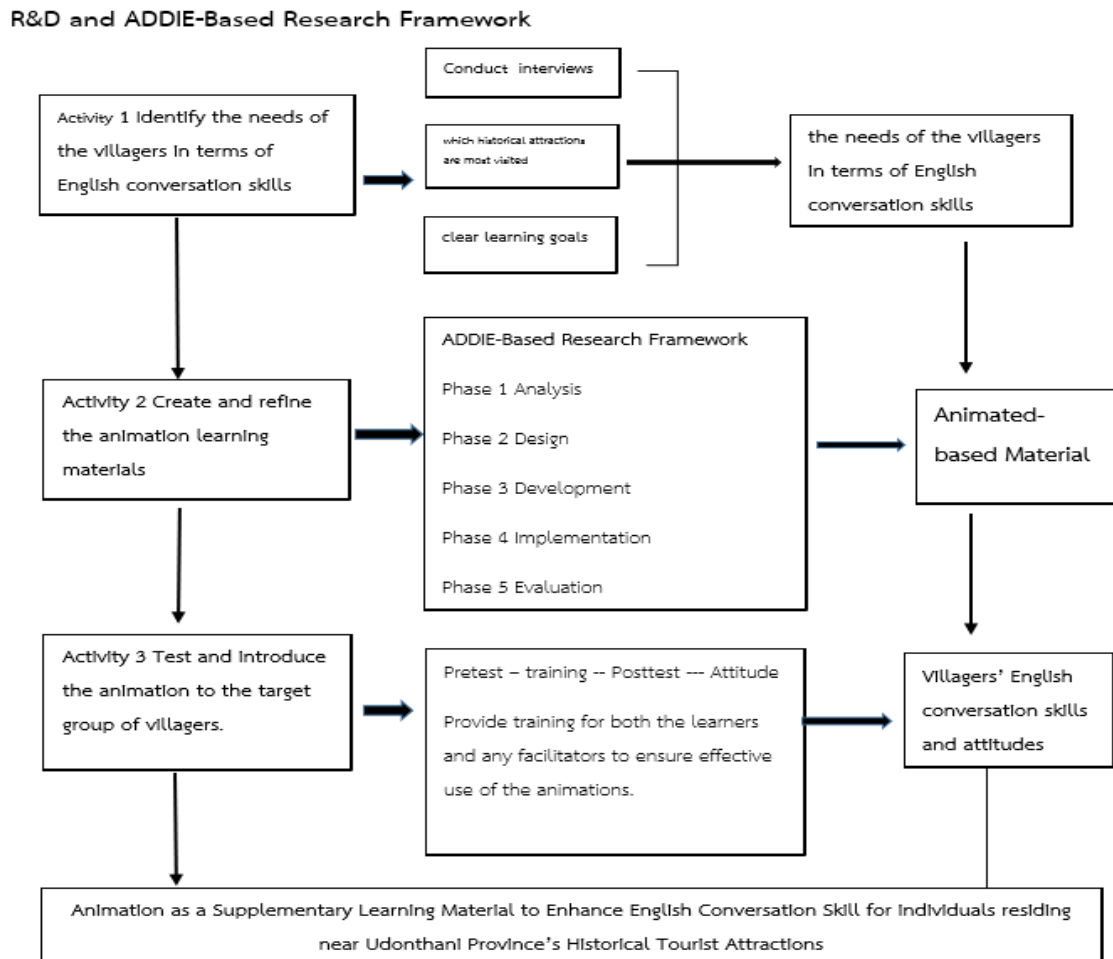 R&D and ADDIE-Based Research Framework
Conduct interviews
Activity 1 Identify the needs of
the villagers in terms of
English conversation skills
which historical attractions
are most visited
clear learning goals
the needs of the villagers
in terms of English
conversation skills
Activity 2 Create and refine
the animation learning
materials
ADDIE-Based Research Framework
Phase 1 Analysis
Phase 2 Design
Phase 3 Development
Phase 4 Implementation
Phase 5 Evaluation
Animated-
based Material
Activity 3 Test and introduce
the animation to the target
group of villagers.
Pretest – training -- Posttest --- Attitude
Provide training for both the learners
and any facilitators to ensure effective
use of the animations.
Villagers’ English
conversation skills
and attitudes
Animation as a Supplementary Learning Material to Enhance English Conversation Skill for individuals residing
near Udonthani Province’s Historical Tourist Attractions